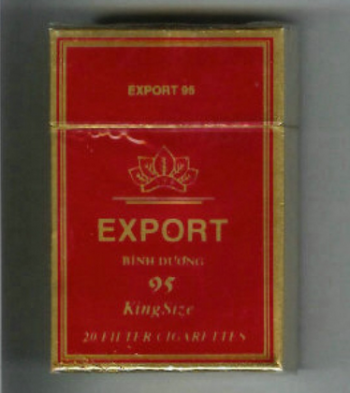 EXPORT 95
EXPORT
BÌNH DƯƠNG
95
King Size
20 FILTER CIGARETTES